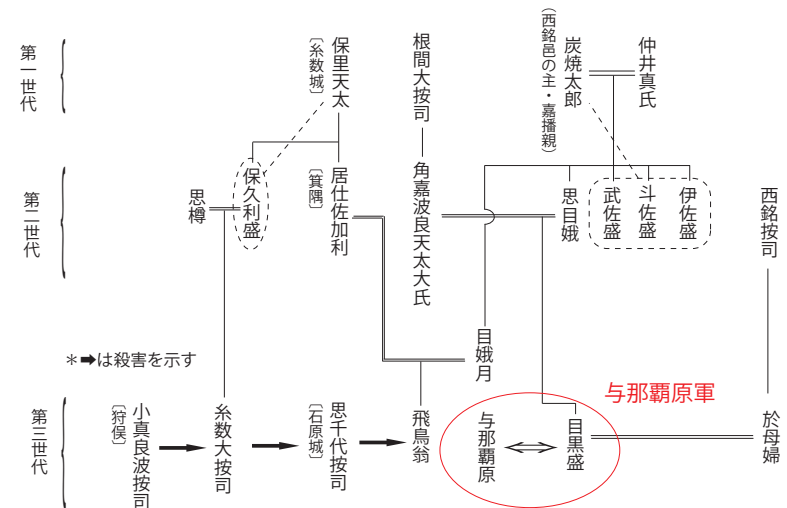 第一世代
保里天太
〔糸数城〕
根間大按司
炭焼太郎
（西銘邑の主・嘉播親）
仲井真氏
第二世代
思樽
保久利盛
居仕佐加利
〔箕隅〕
角嘉波良天太大氏
思目娥
武佐盛
斗佐盛
伊佐盛
西銘按司
目娥月
＊➡は殺害を示す
与那覇原軍
第三世代
小真良波按司
〔狩俣〕
糸数大按司
思千代按司
〔石原城〕
飛鳥翁
与那覇原
目黒盛
於母婦